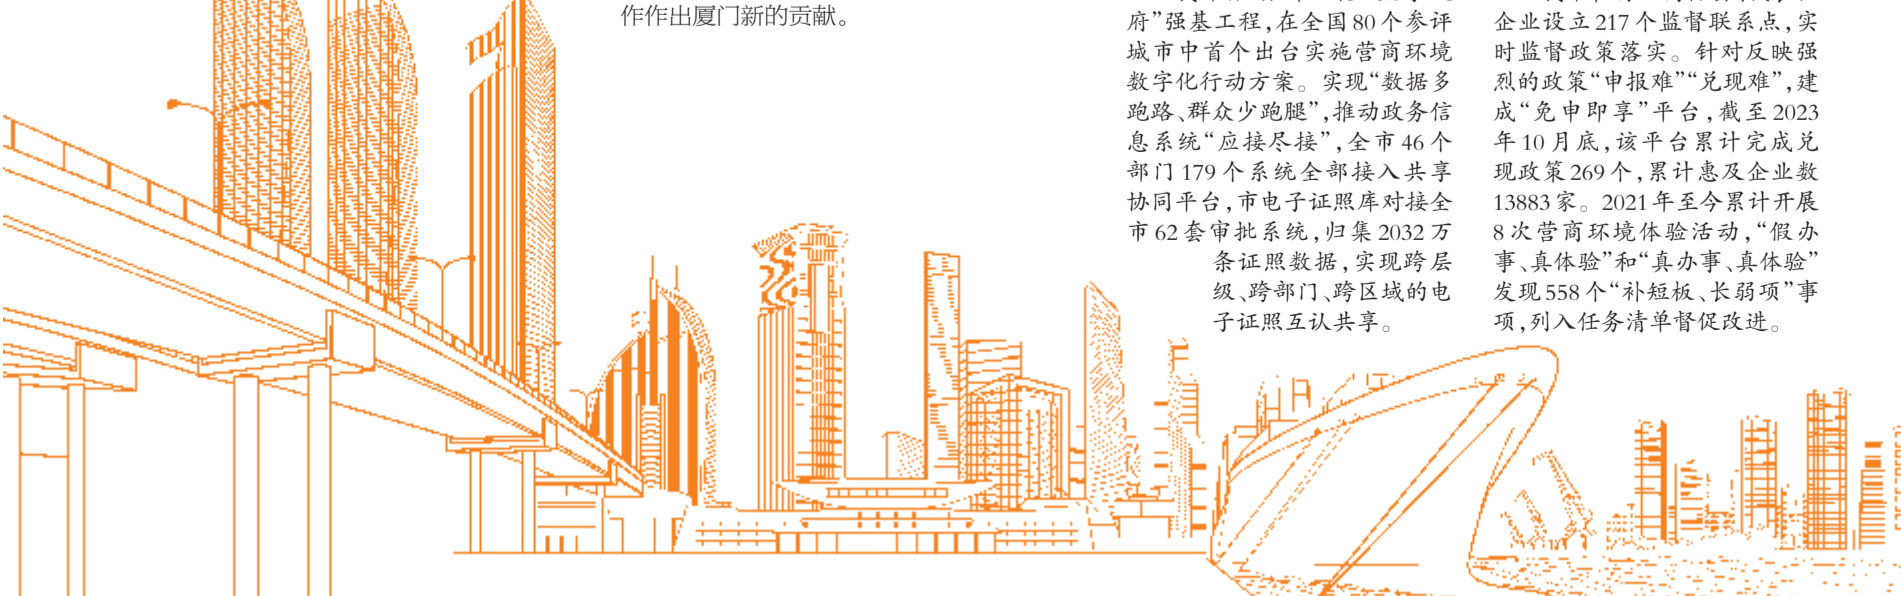 作作出厦门新的贡献。
府”强基工程，在全国80个参评
城市中首个出台实施营商环境
数字化行动方案。实现“数据多
跑路、群众少跑腿”，推动政务信
息系统“应接尽接”，全市46个
部门179个系统全部接入共享
协同平台，市电子证照库对接全
市62套审批系统，归集2032万
条证照数据，实现跨层
级、跨部门、跨区域的电
子证照互认共享。
企业设立217个监督联系点，实
时监督政策落实。针对反映强
烈的政策“申报难”“兑现难”，建
成“免申即享”平台，截至2023
年10月底，该平台累计完成兑
现政策269个，累计惠及企业数
13883家。2021年至今累计开展
8次营商环境体验活动，“假办
事、真体验”和“真办事、真体验”
发现558个“补短板、长弱项”事
项，列入任务清单督促改进。